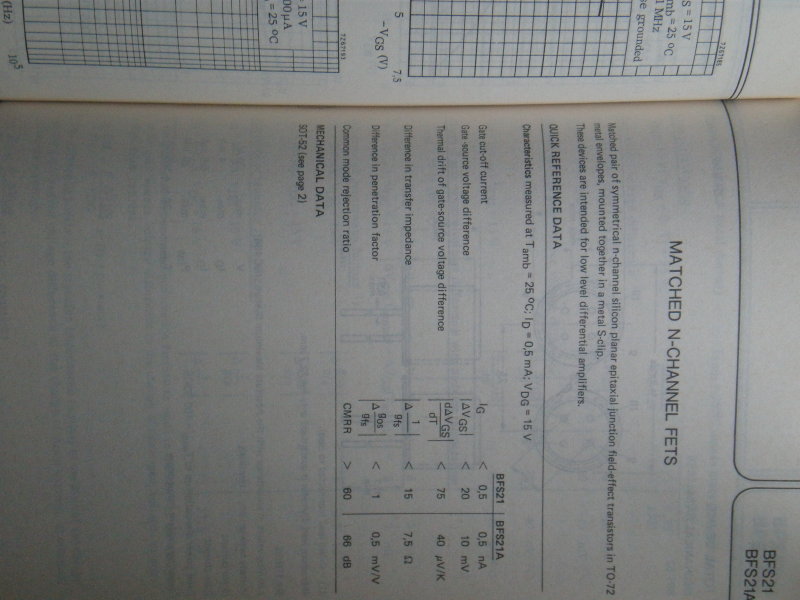 S = 15 V
mb = 25 °C
1 MHz
e grounded
7Z67185
5
7,5
−VGS (V)
= 15 V
00 μA
= 25 °C
(Hz)
10⁵
BFS21
BFS21A
MATCHED N-CHANNEL FETS
Matched pair of symmetrical n-channel silicon planar epitaxial junction field-effect transistors in TO-72
metal envelopes, mounted together in a metal S-clip.
These devices are intended for low level differential amplifiers.
QUICK REFERENCE DATA
Characteristics measured at Tamb = 25 °C; ID = 0,5 mA; VDG = 15 V
BFS21 BFS21A
Gate cut-off current IG < 0,5 0,5 nA
Gate-source voltage difference |ΔVGS| < 20 10 mV
Thermal drift of gate-source voltage difference |dΔVGS/dT| < 75 40 μV/K
Difference in transfer impedance |Δ 1/gfs| < 15 7,5 Ω
Difference in penetration factor |Δ gos/gfs| < 1 0,5 mV/V
Common mode rejection ratio CMRR > 60 66 dB
MECHANICAL DATA
SOT-52 (see page 2)